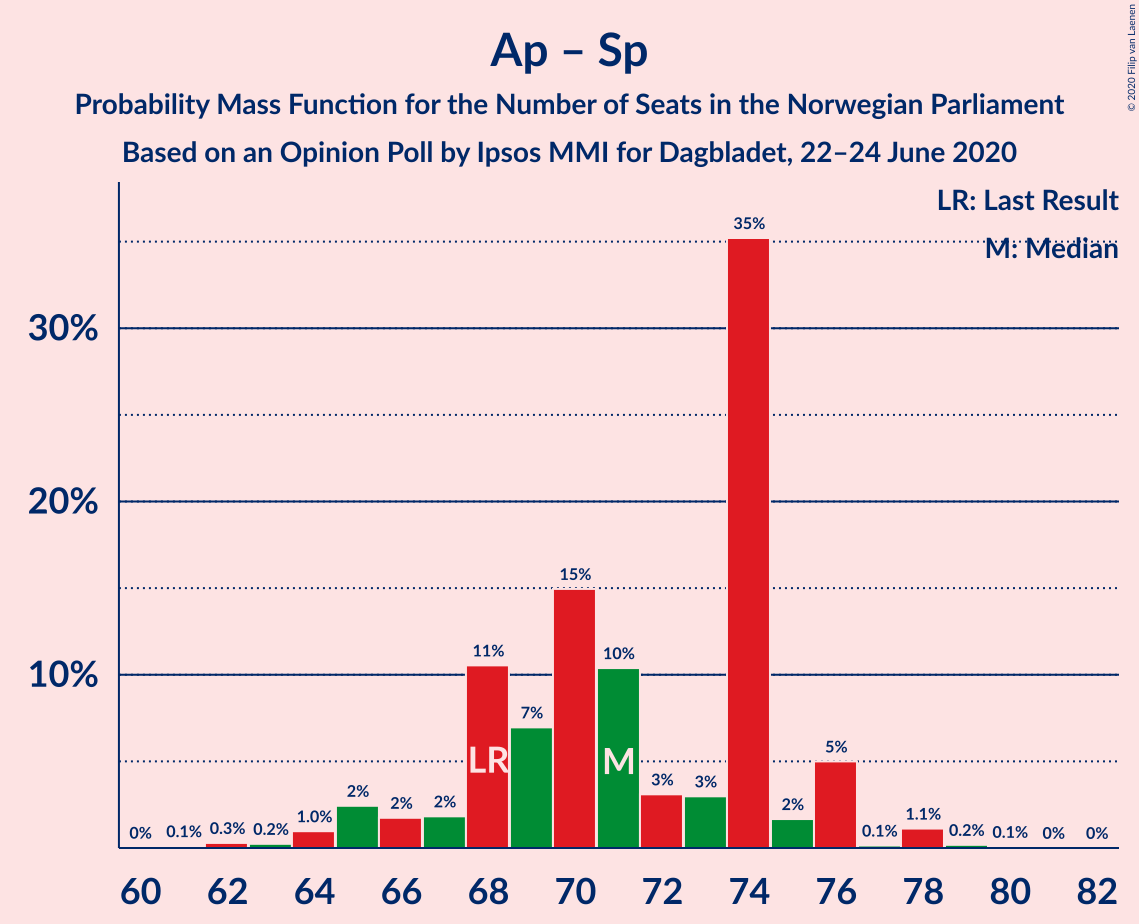 Ap – Sp
Probability Mass Function for the Number of Seats in the Norwegian Parliament
Based on an Opinion Poll by Ipsos MMI for Dagbladet, 22–24 June 2020
© 2020 Filip van Laenen
LR: Last Result
M: Median
30%
20%
10%
0% 0.1% 0.3% 0.2% 1.0% 2% 2% 2% 11% 7% 15% 10% 3% 3% 35% 2% 5% 0.1% 1.1% 0.2% 0.1% 0% 0%
LR M
60 62 64 66 68 70 72 74 76 78 80 82